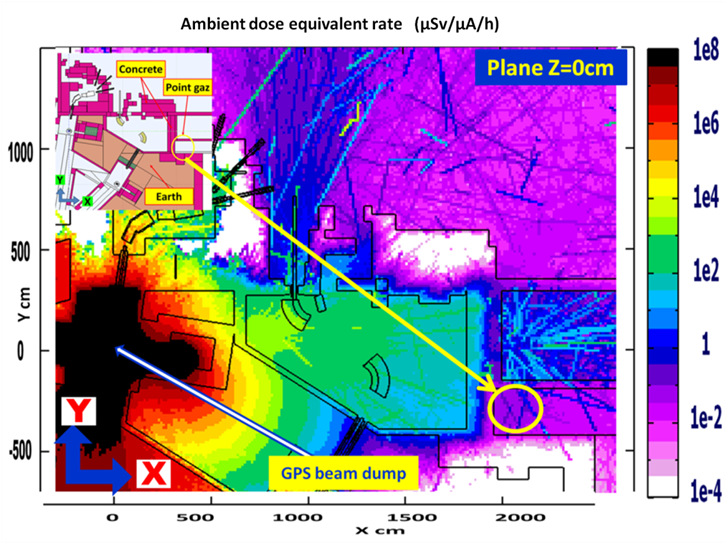 Ambient dose equivalent rate (µSv/µA/h)
Plane Z=0cm
Concrete
Point gaz
Earth
Y
X
1e8
1e6
1e4
1e2
1
1e-2
1e-4
1000
500
0
-500
Y cm
Y
X
GPS beam dump
0
500
1000
1500
2000
X cm